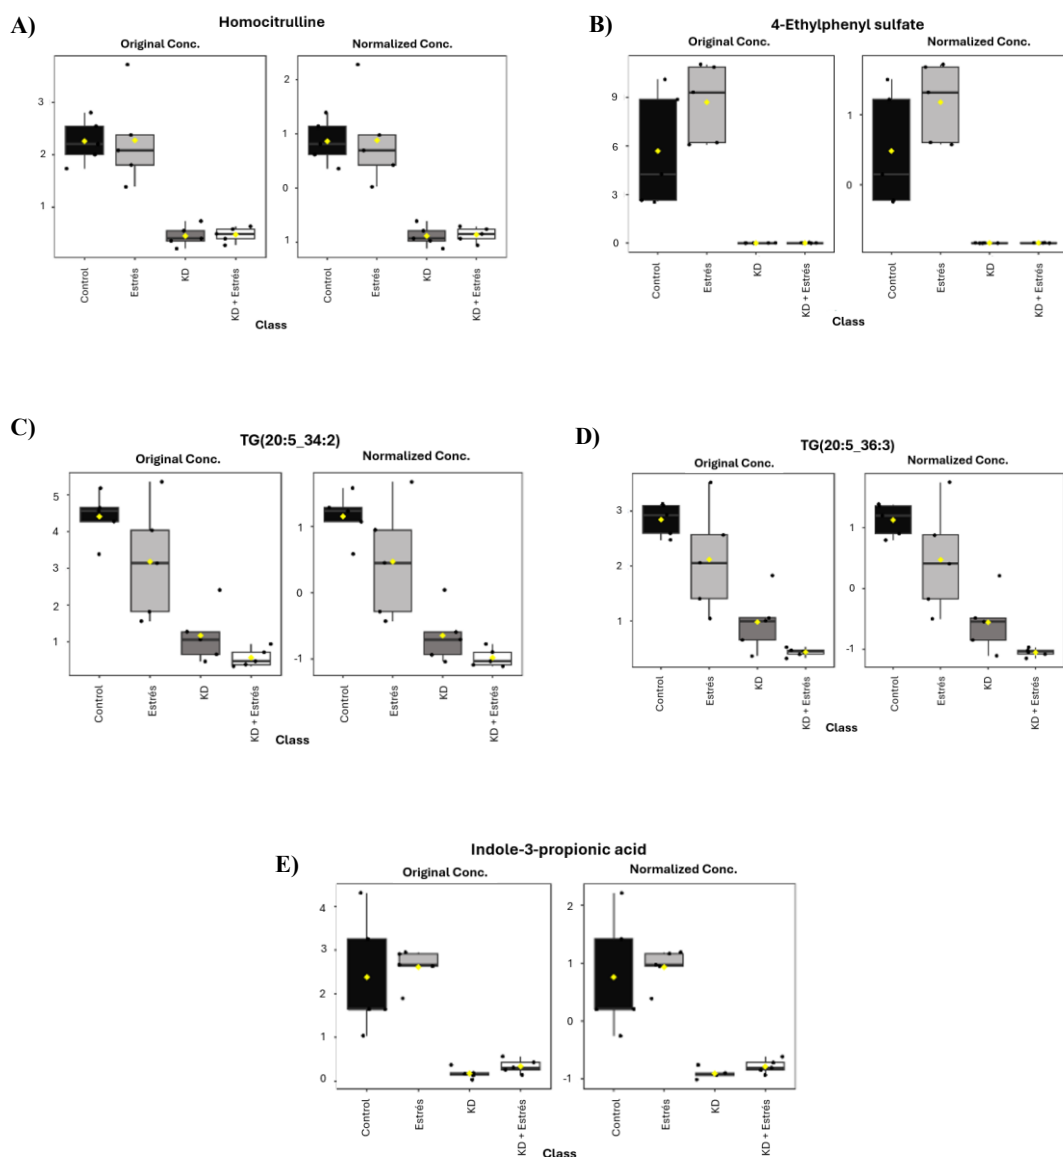 A)
Homocitrulline
Original Conc.
Normalized Conc.
3
2
1
2
1
0
1
Control
Estrés
KD
KD + Estrés
Control
Estrés
KD
KD + Estrés
Class
B)
4-Ethylphenyl sulfate
Original Conc.
Normalized Conc.
9
6
3
0
1
0
Control
Estrés
KD
KD + Estrés
Control
Estrés
KD
KD + Estrés
Class
C)
TG(20:5_34:2)
Original Conc.
Normalized Conc.
5
4
3
2
1
1
0
-1
Control
Estrés
KD
KD + Estrés
Control
Estrés
KD
KD + Estrés
Class
D)
TG(20:5_36:3)
Original Conc.
Normalized Conc.
3
2
1
1
0
-1
Control
Estrés
KD
KD + Estrés
Control
Estrés
KD
KD + Estrés
Class
E)
Indole-3-propionic acid
Original Conc.
Normalized Conc.
4
3
2
1
0
2
1
0
-1
Control
Estrés
KD
KD + Estrés
Control
Estrés
KD
KD + Estrés
Class